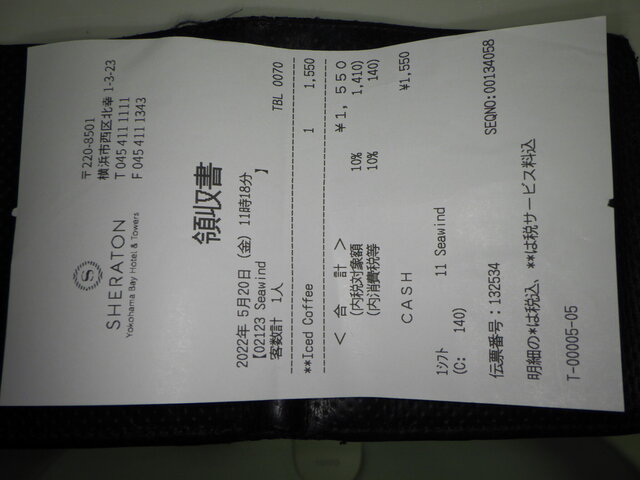 SHERATON
Yokohama Bay Hotel & Towers
〒220-8501
横浜市西区北幸 1-3-23
T 045 411 1111
F 045 411 1343
領収書
2022年 5月20日 (金) 11時18分
【02123 Seawind 】
客数計 1人 TBL 0070
**Iced Coffee 1 1,550
< 合 計 > ￥1,550
(内税対象額 10% 1,410)
(内消費税等 10% 140)
CASH ¥1,550
1シフト 11 Seawind
(C: 140)
伝票番号：132534 SEQNO:00134058
明細の*は税込、**は税サービス料込
T-00005-05